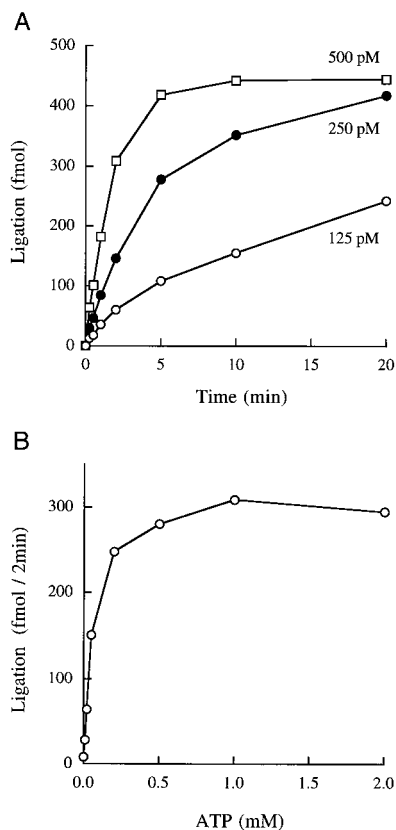 A
500
400
300
200
100
0
Ligation (fmol)
500 pM
250 pM
125 pM
0 5 10 15 20
Time (min)
B
300
200
100
0
Ligation (fmol / 2min)
0.0 0.5 1.0 1.5 2.0
ATP (mM)